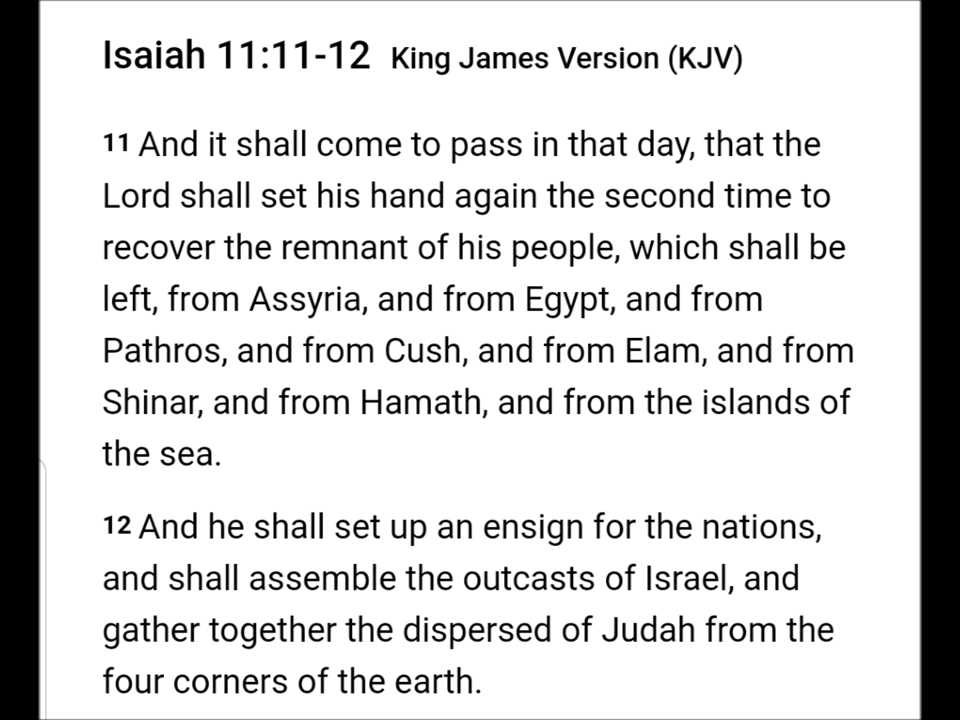 Isaiah 11:11-12 King James Version (KJV)
11 And it shall come to pass in that day, that the
Lord shall set his hand again the second time to
recover the remnant of his people, which shall be
left, from Assyria, and from Egypt, and from
Pathros, and from Cush, and from Elam, and from
Shinar, and from Hamath, and from the islands of
the sea.
12 And he shall set up an ensign for the nations,
and shall assemble the outcasts of Israel, and
gather together the dispersed of Judah from the
four corners of the earth.